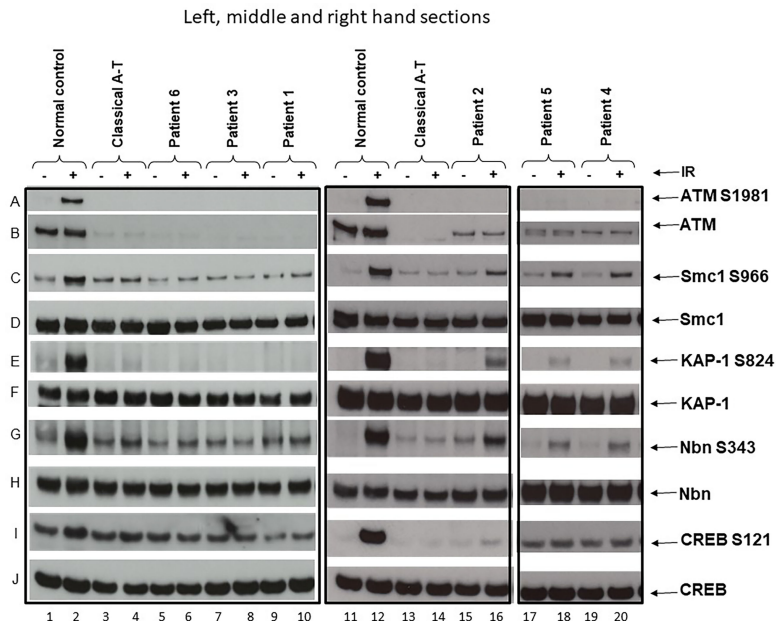 Left, middle and right hand sections
Normal control
Classical A-T
Patient 6
Patient 3
Patient 1
Normal control
Classical A-T
Patient 2
Patient 5
Patient 4
- + - + - + - + - + - + - + - + - + - + IR
A ATM S1981
B ATM
C Smc1 S966
D Smc1
E KAP-1 S824
F KAP-1
G Nbn S343
H Nbn
I CREB S121
J CREB
1 2 3 4 5 6 7 8 9 10 11 12 13 14 15 16 17 18 19 20